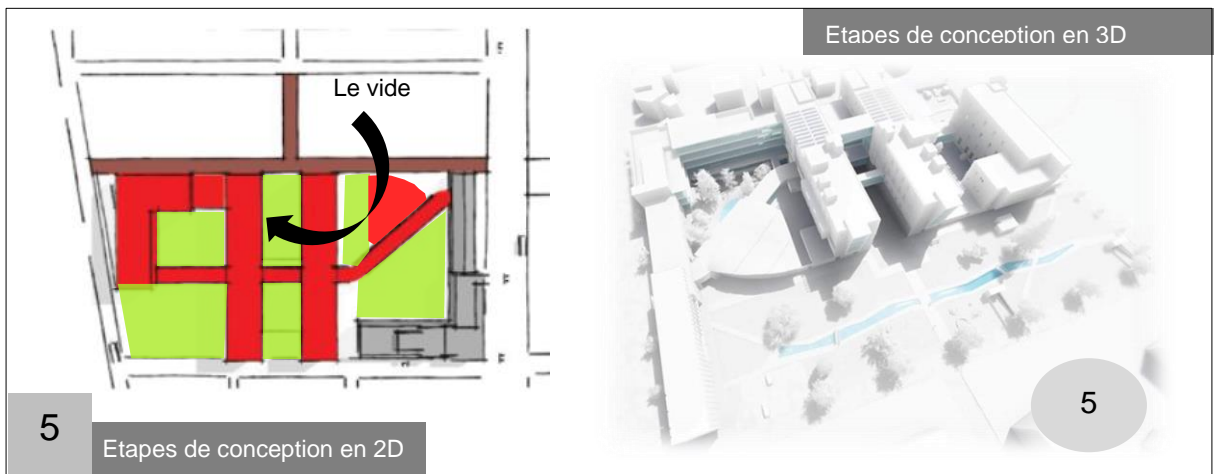 Etapes de conception en 3D
Le vide
5
Etapes de conception en 2D
5